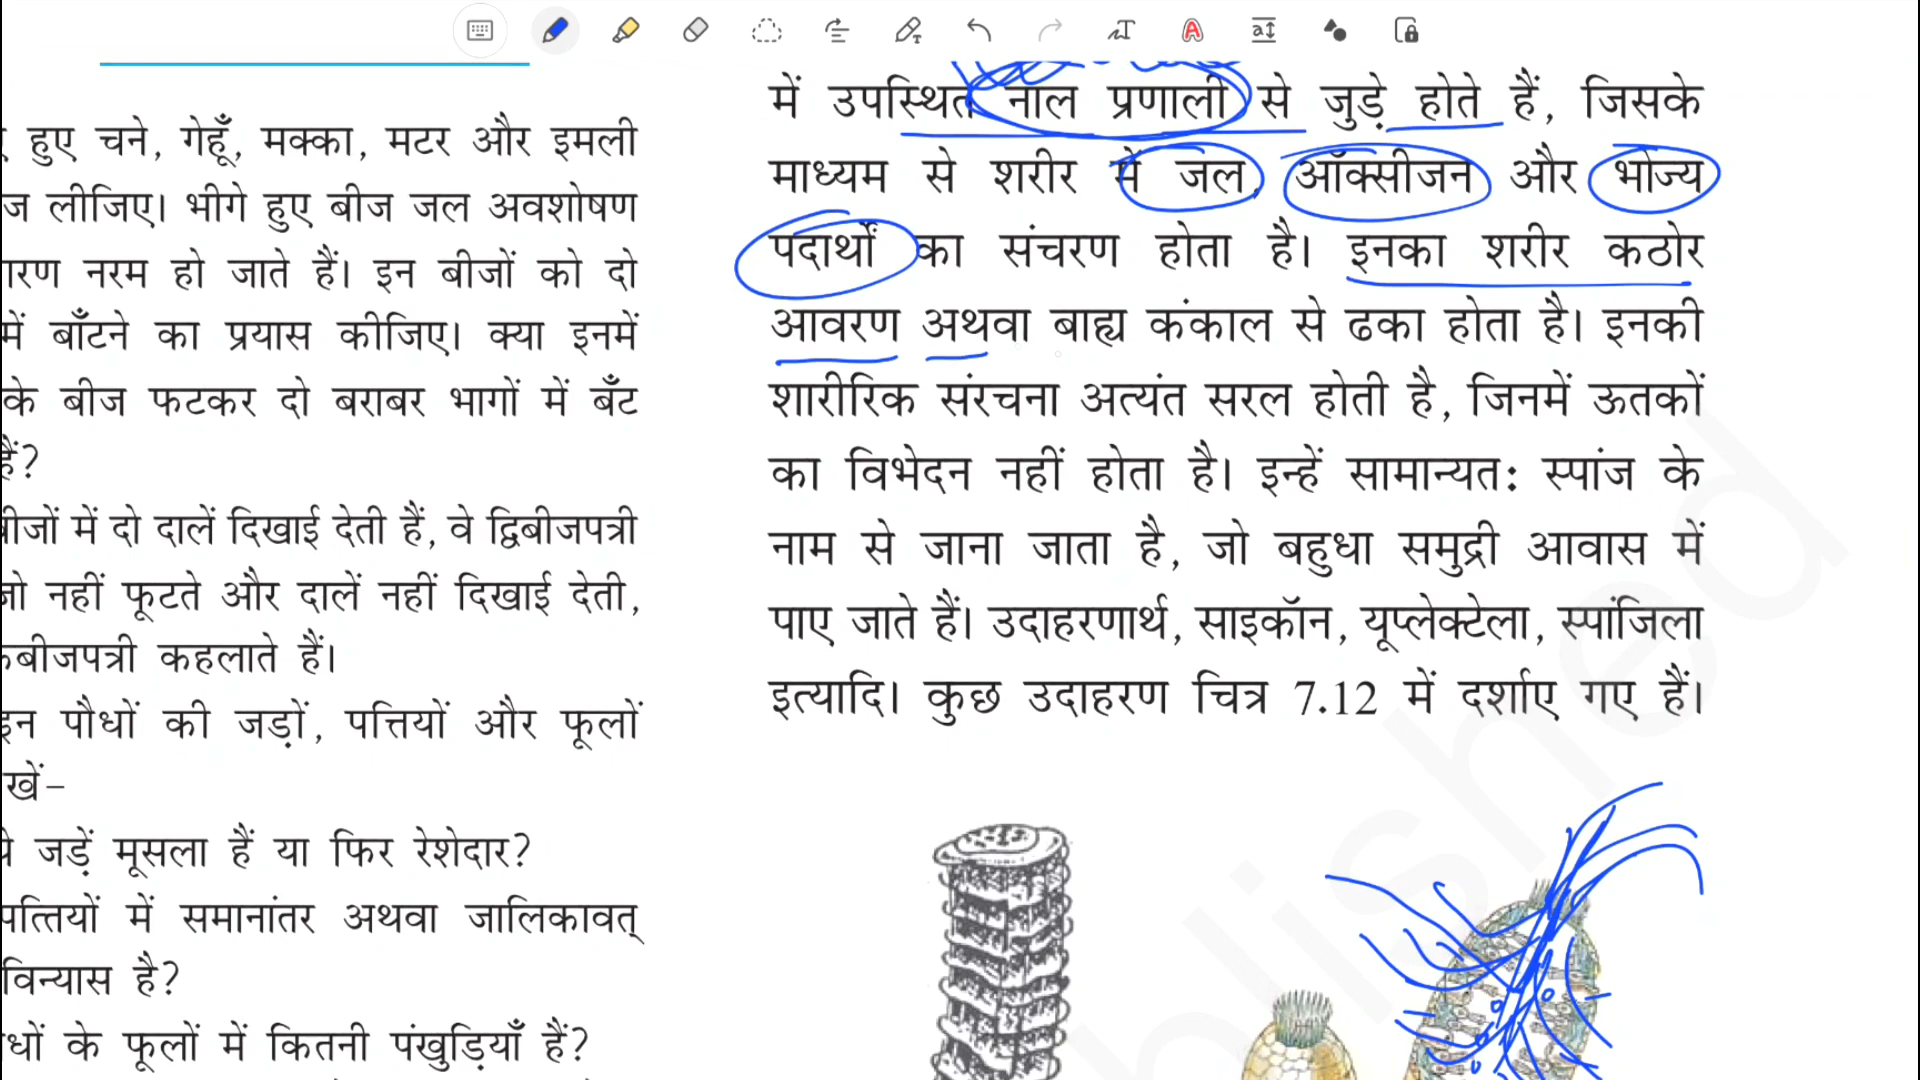 हुए चने, गेहूँ, मक्का, मटर और इमली
लीजिए। भीगे हुए बीज जल अवशोषण
नरम हो जाते हैं। इन बीजों को दो
में बाँटने का प्रयास कीजिए। क्या इनमें
के बीज फटकर दो बराबर भागों में बँट
हैं?
में दो दालें दिखाई देती हैं, वे द्विबीजपत्री
नहीं फूटते और दालें नहीं दिखाई देती,
कहलाते हैं।
इन पौधों की जड़ों, पत्तियों और फूलों
जड़ें मूसला हैं या फिर रेशेदार?
पत्तियों में समानांतर अथवा जालिकावत्
विन्यास है?
के फूलों में कितनी पंखुड़ियाँ हैं?
में उपस्थित नाल प्रणाली से जुड़े होते हैं, जिसके
माध्यम से शरीर में जल, ऑक्सीजन और भोज्य
पदार्थों का संचरण होता है। इनका शरीर कठोर
आवरण अथवा बाह्य कंकाल से ढका होता है। इनकी
शारीरिक संरचना अत्यंत सरल होती है, जिनमें ऊतकों
का विभेदन नहीं होता है। इन्हें सामान्यतः स्पांज के
नाम से जाना जाता है, जो बहुधा समुद्री आवास में
पाए जाते हैं। उदाहरणार्थ, साइकॉन, यूप्लेक्टेला, स्पांजिला
इत्यादि। कुछ उदाहरण चित्र 7.12 में दर्शाए गए हैं।